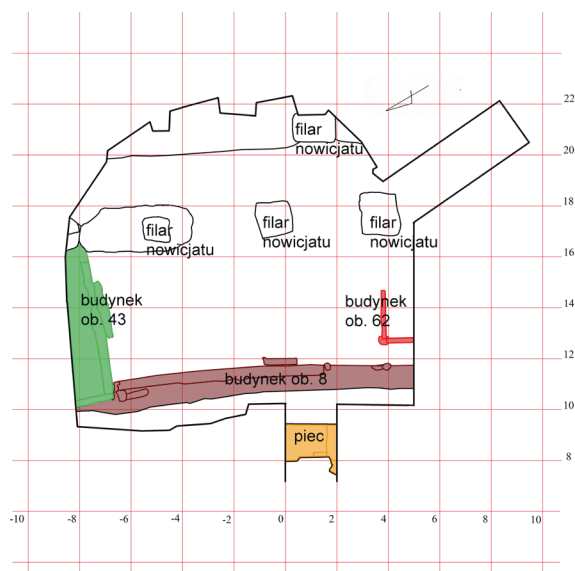 22
filar
nowicjatu
20
18
filar
nowicjatu
filar
nowicjatu
filar
nowicjatu
16
budynek
ob. 43
budynek
ob. 62
14
12
budynek ob. 8
10
piec
8
-10 -8 -6 -4 -2 0 2 4 6 8 10